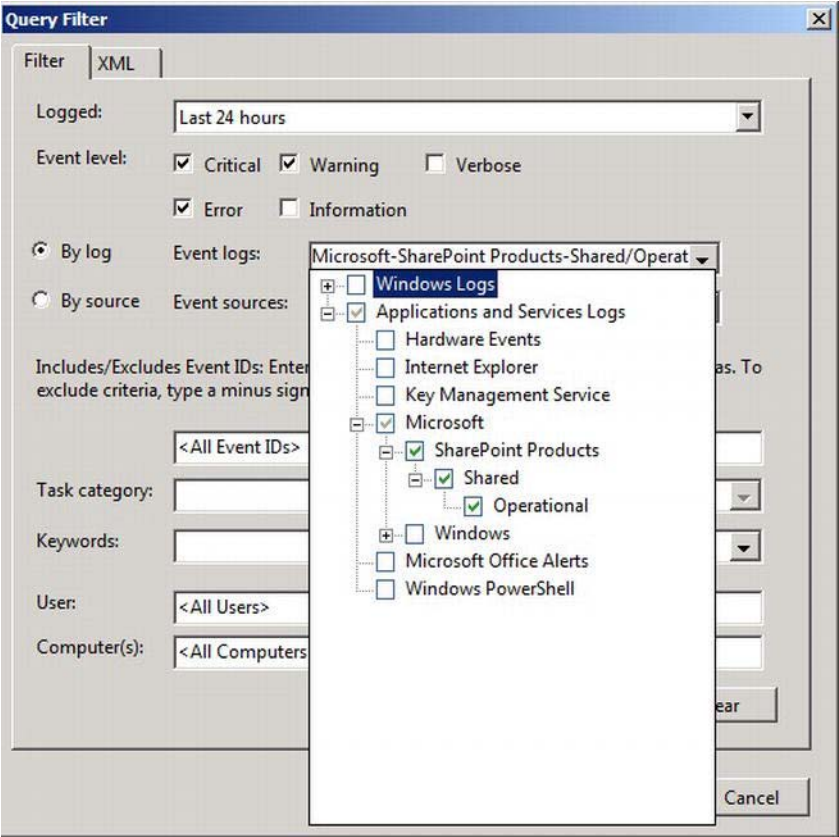 Query Filter
Filter
XML
Logged:
Last 24 hours
Event level:
Critical
Warning
Verbose
Error
Information
By log
Event logs:
Microsoft-SharePoint Products-Shared/Operat
By source
Event sources:
Windows Logs
Applications and Services Logs
Hardware Events
Internet Explorer
Key Management Service
Microsoft
SharePoint Products
Shared
Operational
Windows
Microsoft Office Alerts
Windows PowerShell
Includes/Excludes Event IDs: Enter
as. To
exclude criteria, type a minus sign
<All Event IDs>
Task category:
Keywords:
User:
<All Users>
Computer(s):
<All Computers
Cancel